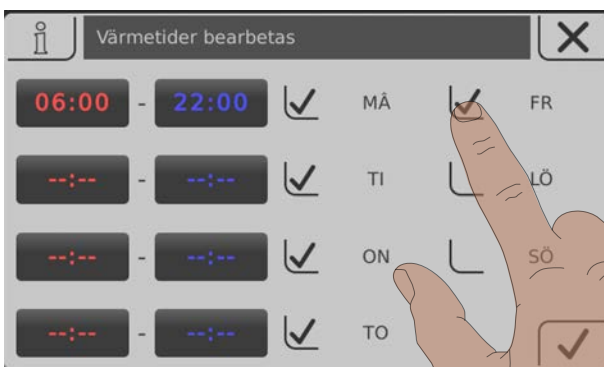 Värmetider bearbetas
06:00 - 22:00 MÅ FR
--:-- - --:-- TI LÖ
--:-- - --:-- ON SÖ
--:-- - --:-- TO